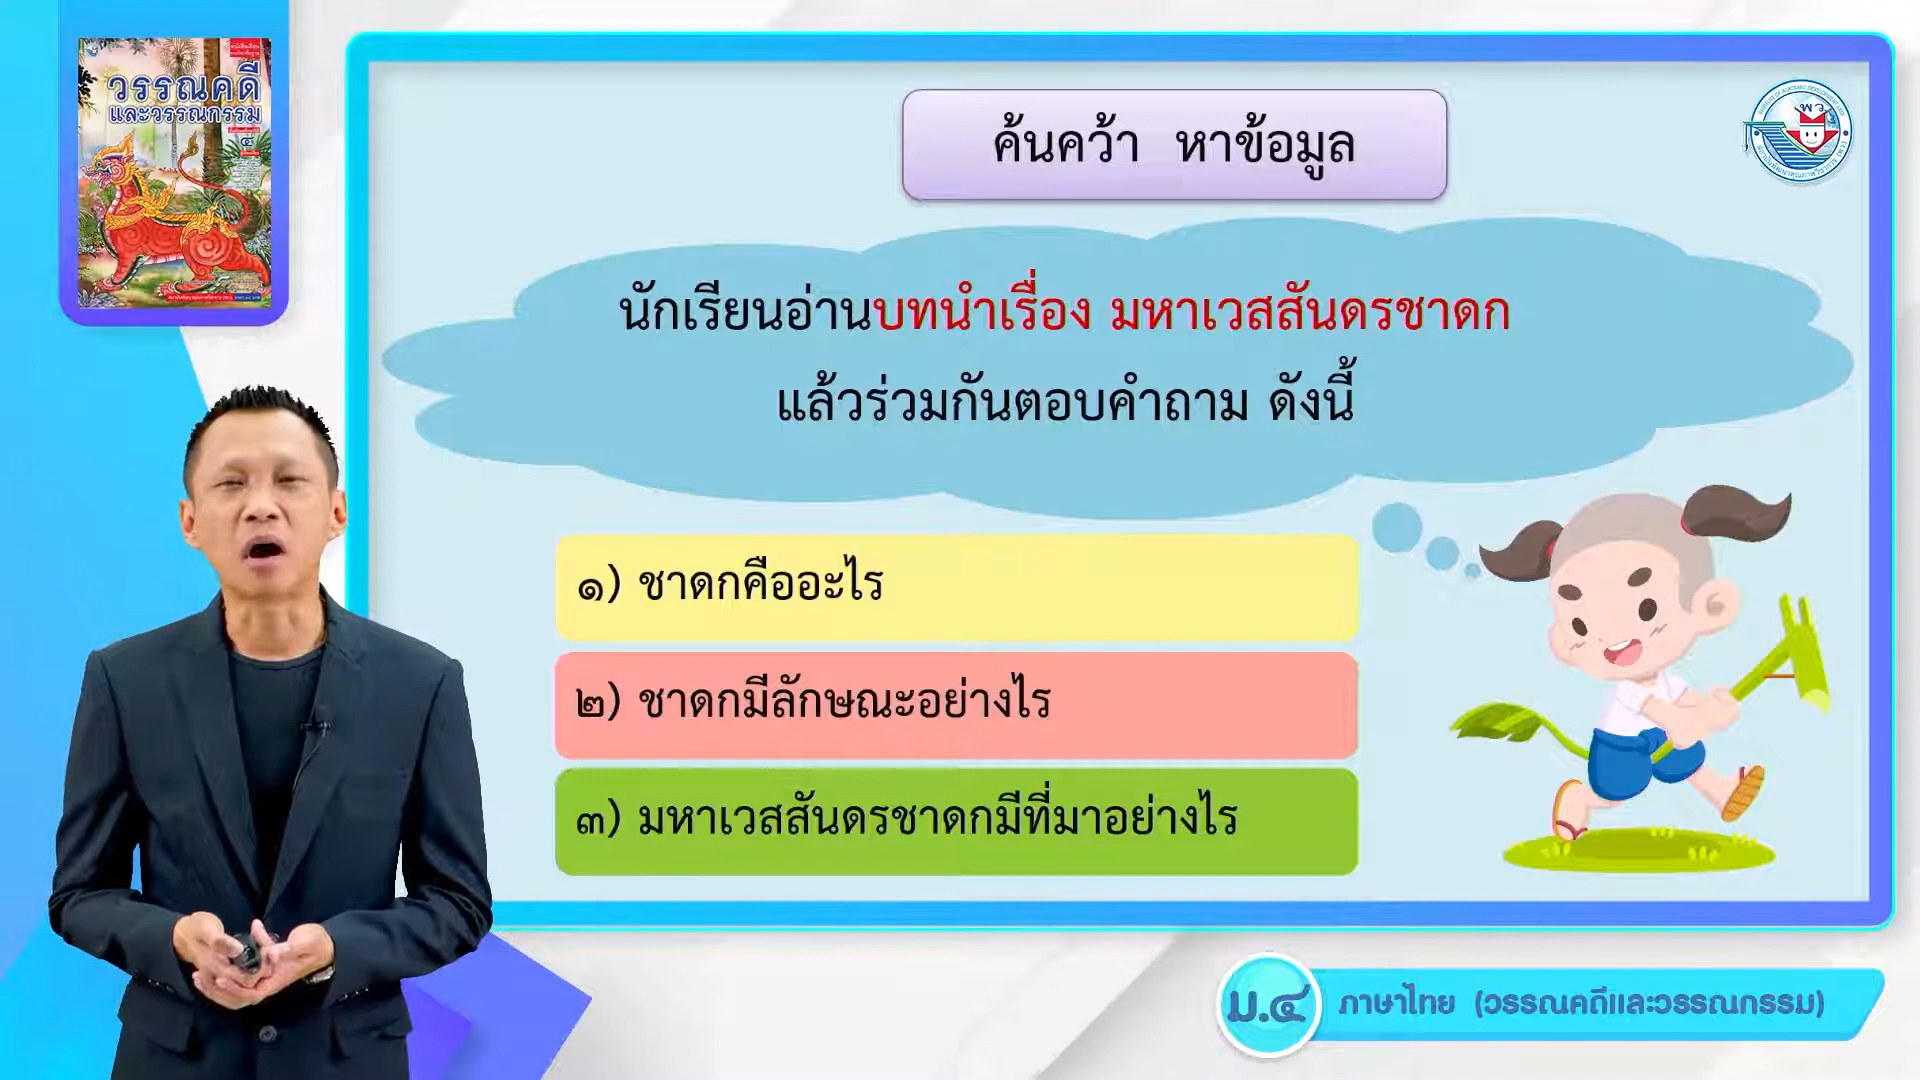 วรรณคดี
และวรรณกรรม
๔
ค้นคว้า หาข้อมูล
พว
นักเรียนอ่านบทนำเรื่อง มหาเวสสันดรชาดก
แล้วร่วมกันตอบคำถาม ดังนี้
๑) ชาดกคืออะไร
๒) ชาดกมีลักษณะอย่างไร
๓) มหาเวสสันดรชาดกมีที่มาอย่างไร
ม.๔ ภาษาไทย (วรรณคดีและวรรณกรรม)